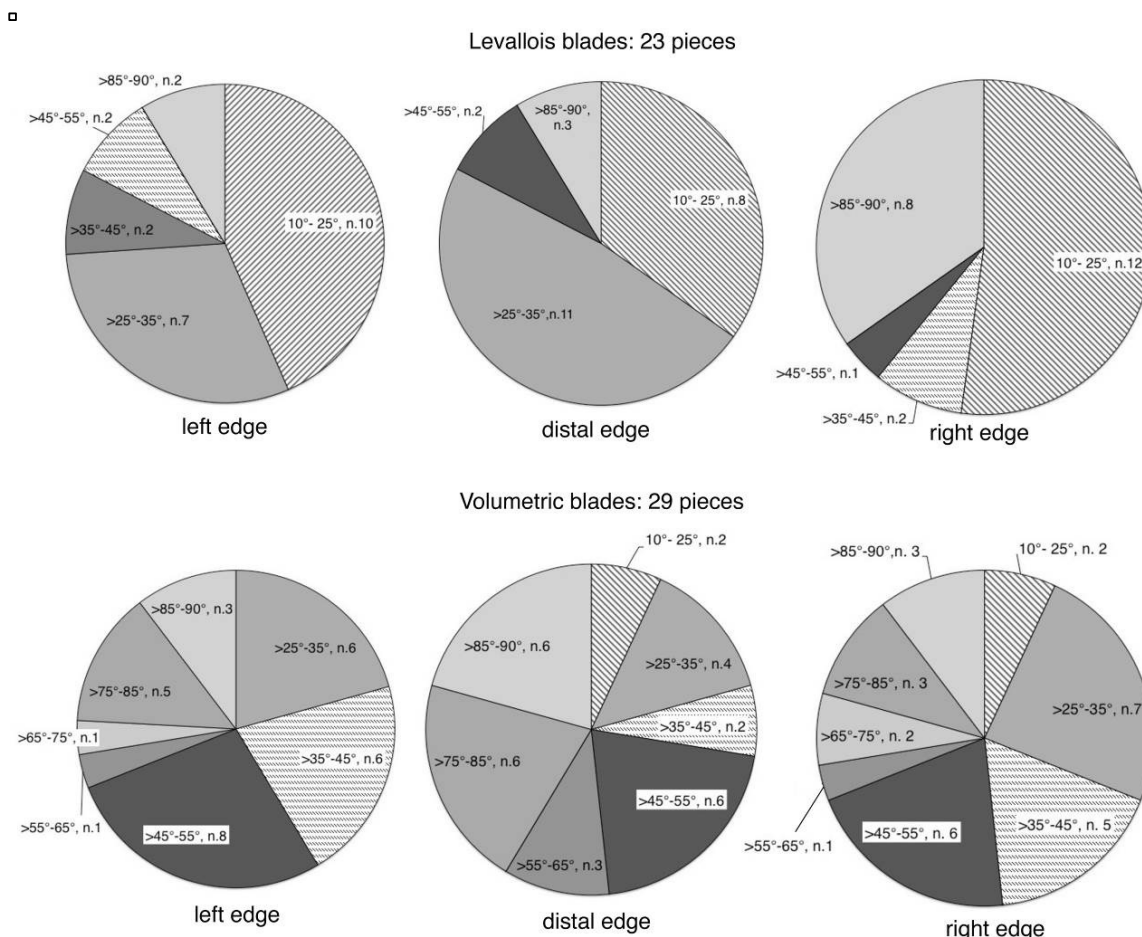 Levallois blades: 23 pieces
>85°-90°, n.2
>45°-55°, n.2
>35°-45°, n.2
>25°-35°, n.7
10°- 25°, n.10
left edge
>45°-55°, n.2
>85°-90°,
n.3
10°- 25°, n.8
>25°-35°,n.11
distal edge
>85°-90°, n.8
10°- 25°, n.12
>45°-55°, n.1
>35°-45°, n.2
right edge
Volumetric blades: 29 pieces
>85°-90°, n.3
>25°-35°, n.6
>75°-85°, n.5
>65°-75°, n.1
>35°-45°, n.6
>55°-65°, n.1
>45°-55°, n.8
left edge
10°- 25°, n.2
>85°-90°, n.6
>25°-35°, n.4
>35°-45°, n.2
>75°-85°, n.6
>45°-55°, n.6
>55°-65°, n.3
distal edge
>85°-90°,n. 3
10°- 25°, n. 2
>75°-85°, n. 3
>25°-35°, n.7
>65°-75°, n. 2
>45°-55°, n. 6
>35°-45°, n. 5
>55°-65°, n.1
right edge